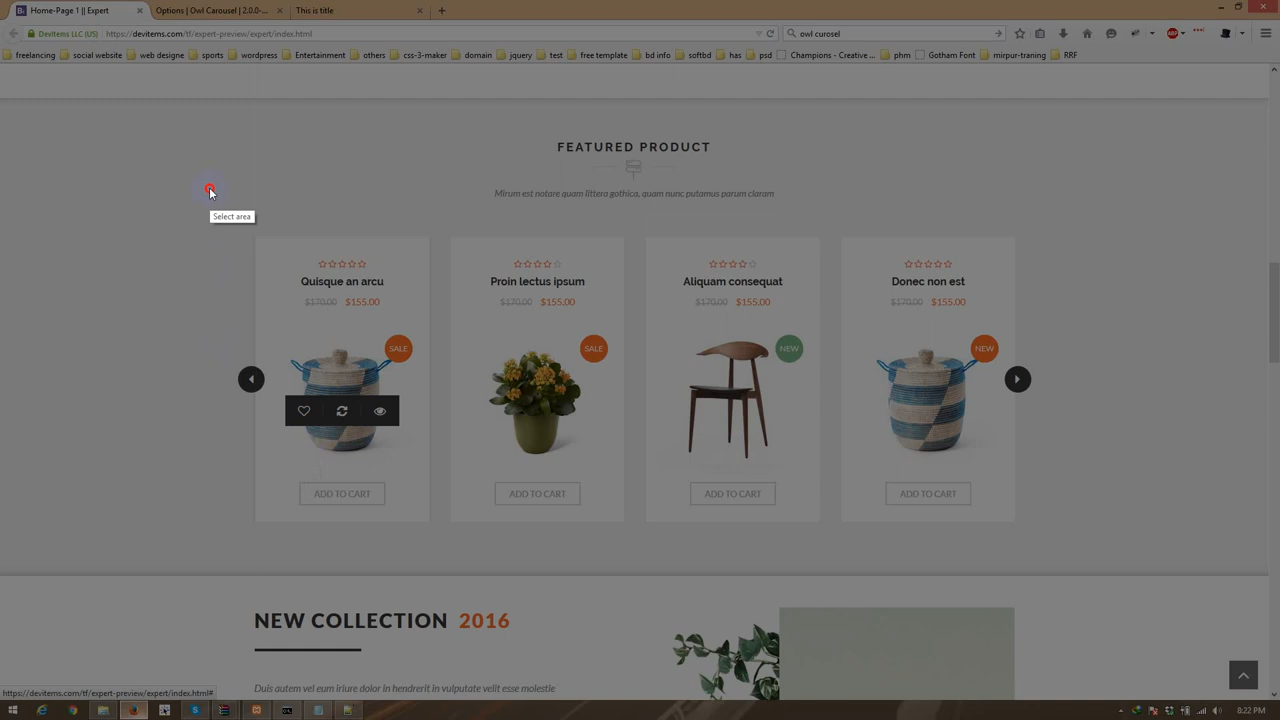 Home-Page 1 || Expert
Options | Owl Carousel | 2.0.0-...
This is title
Devitems LLC (US)
https://devitems.com/tf/expert-preview/expert/index.html
owl curosel
freelancing
social website
web designe
sports
wordpress
Entertainment
others
css-3-maker
domain
jquery
test
free template
bd info
softbd
has
psd
Champions - Creative ...
phm
Gotham Font
mirpur-traning
RRF
FEATURED PRODUCT
Mirum est notare quam littera gothica, quam nunc putamus parum claram
Select area
Quisque an arcu
$170.00 $155.00
SALE
ADD TO CART
Proin lectus ipsum
$170.00 $155.00
SALE
ADD TO CART
Aliquam consequat
$170.00 $155.00
NEW
ADD TO CART
Donec non est
$170.00 $155.00
NEW
ADD TO CART
NEW COLLECTION 2016
Duis autem vel eum iriure dolor in hendrerit in vulputate velit esse molestie
https://devitems.com/tf/expert-preview/expert/index.html#
8:22 PM